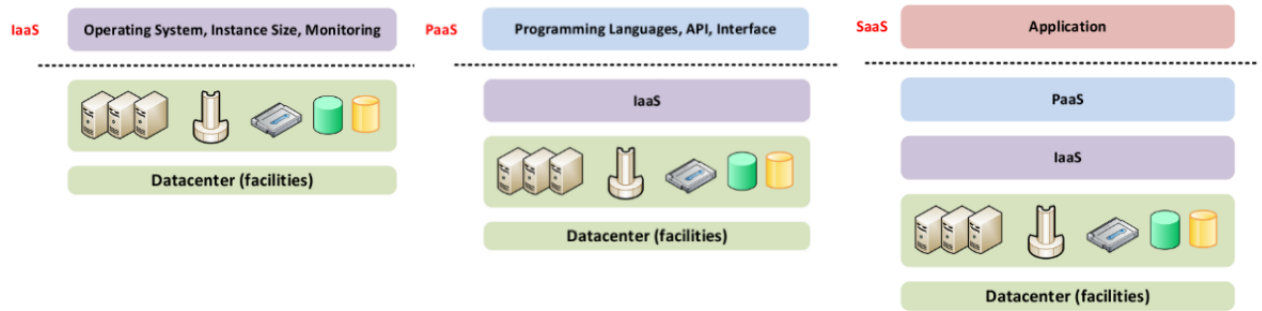 IaaS
Operating System, Instance Size, Monitoring
Datacenter (facilities)
PaaS
Programming Languages, API, Interface
IaaS
Datacenter (facilities)
SaaS
Application
PaaS
IaaS
Datacenter (facilities)